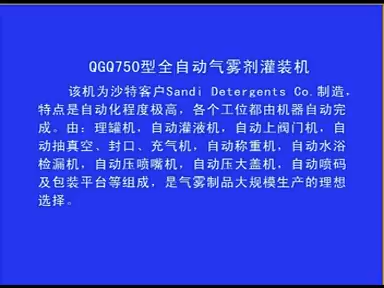 QGQ750型全自动气雾剂灌装机
该机为沙特客户Sandi Detergents Co.制造，
特点是自动化程度极高，各个工位都由机器自动完
成。由：理罐机，自动灌液机，自动上阀门机，自
动抽真空、封口、充气机，自动称重机，自动水浴
检漏机，自动压喷嘴机，自动压大盖机，自动喷码
及包装平台等组成，是气雾制品大规模生产的理想
选择。